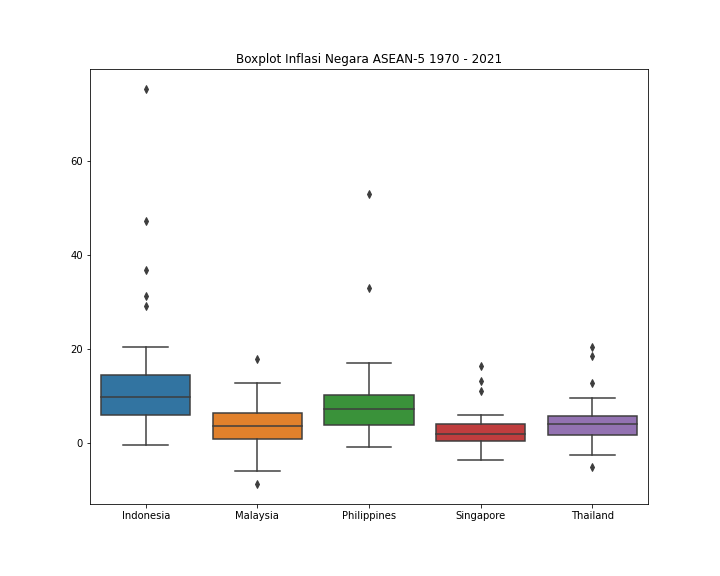 Boxplot Inflasi Negara ASEAN-5 1970 - 2021
60
40
20
0
Indonesia Malaysia Philippines Singapore Thailand